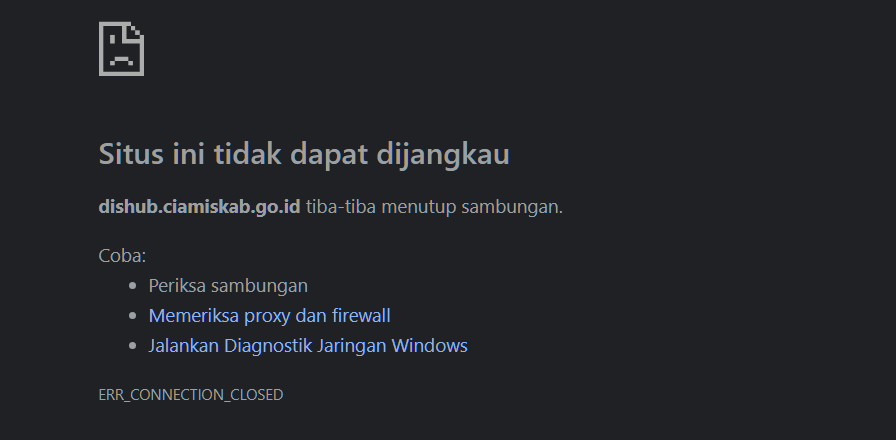 Situs ini tidak dapat dijangkau
dishub.ciamiskab.go.id tiba-tiba menutup sambungan.
Coba:
Periksa sambungan
Memeriksa proxy dan firewall
Jalankan Diagnostik Jaringan Windows
ERR_CONNECTION_CLOSED